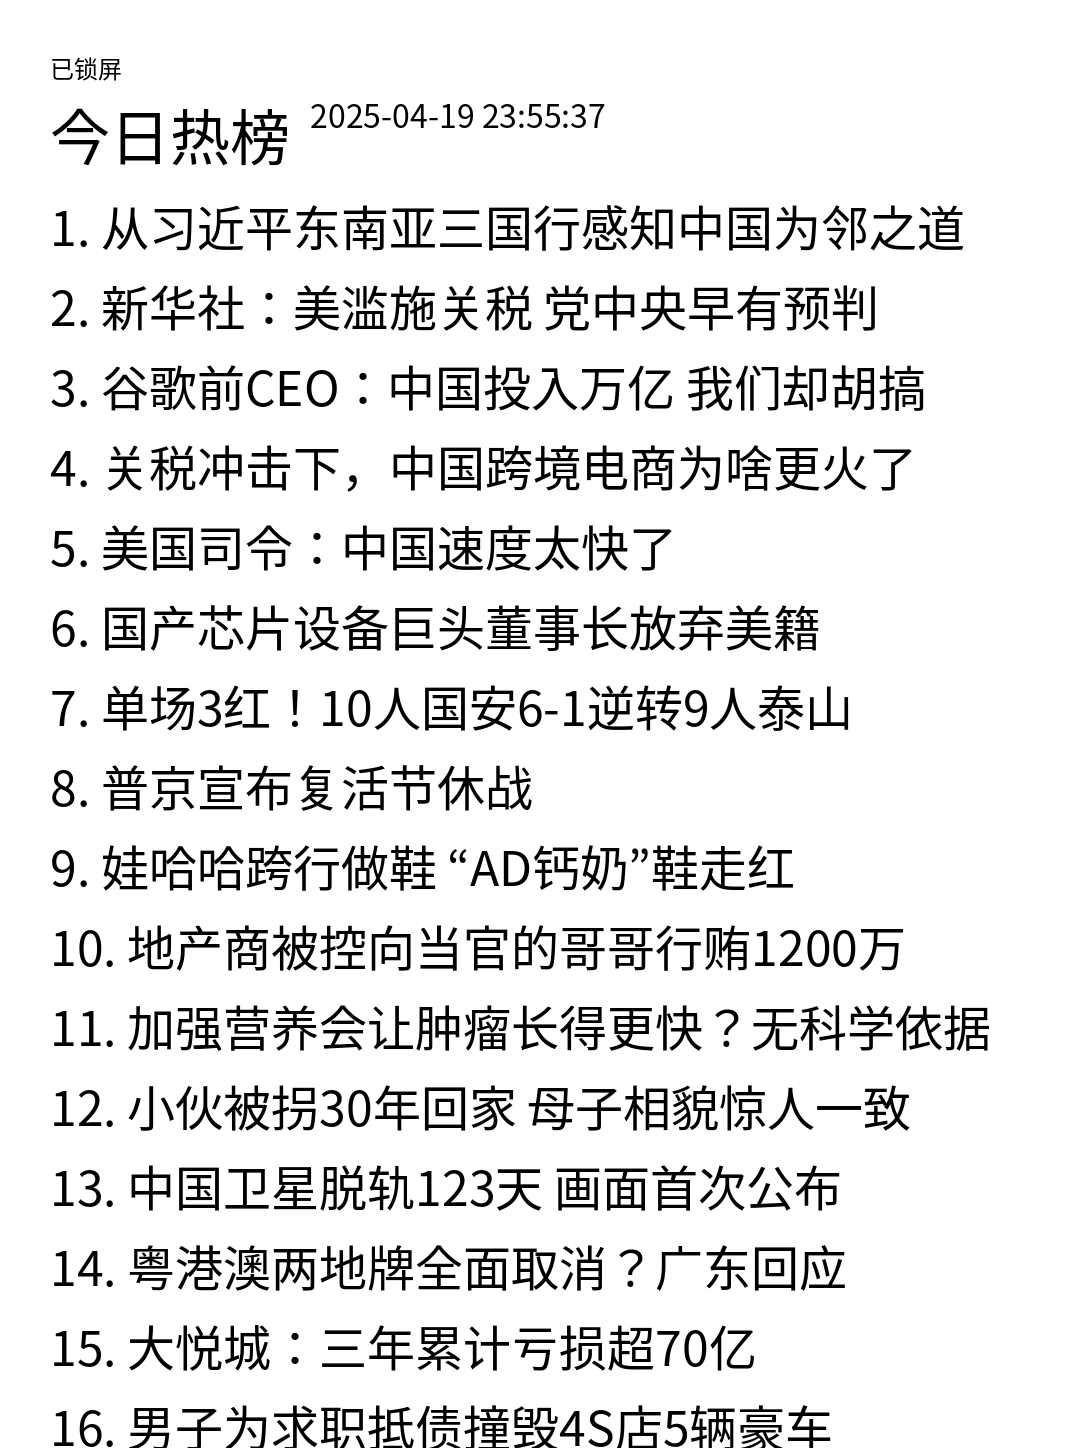 已锁屏
今日热榜 2025-04-19 23:55:37
1. 从习近平东南亚三国行感知中国为邻之道
2. 新华社：美滥施关税 党中央早有预判
3. 谷歌前CEO：中国投入万亿 我们却胡搞
4. 关税冲击下，中国跨境电商为啥更火了
5. 美国司令：中国速度太快了
6. 国产芯片设备巨头董事长放弃美籍
7. 单场3红！10人国安6-1逆转9人泰山
8. 普京宣布复活节休战
9. 娃哈哈跨行做鞋 “AD钙奶”鞋走红
10. 地产商被控向当官的哥哥行贿1200万
11. 加强营养会让肿瘤长得更快？无科学依据
12. 小伙被拐30年回家 母子相貌惊人一致
13. 中国卫星脱轨123天 画面首次公布
14. 粤港澳两地牌全面取消？广东回应
15. 大悦城：三年累计亏损超70亿
16. 男子为求职抵债撞毁4S店5辆豪车